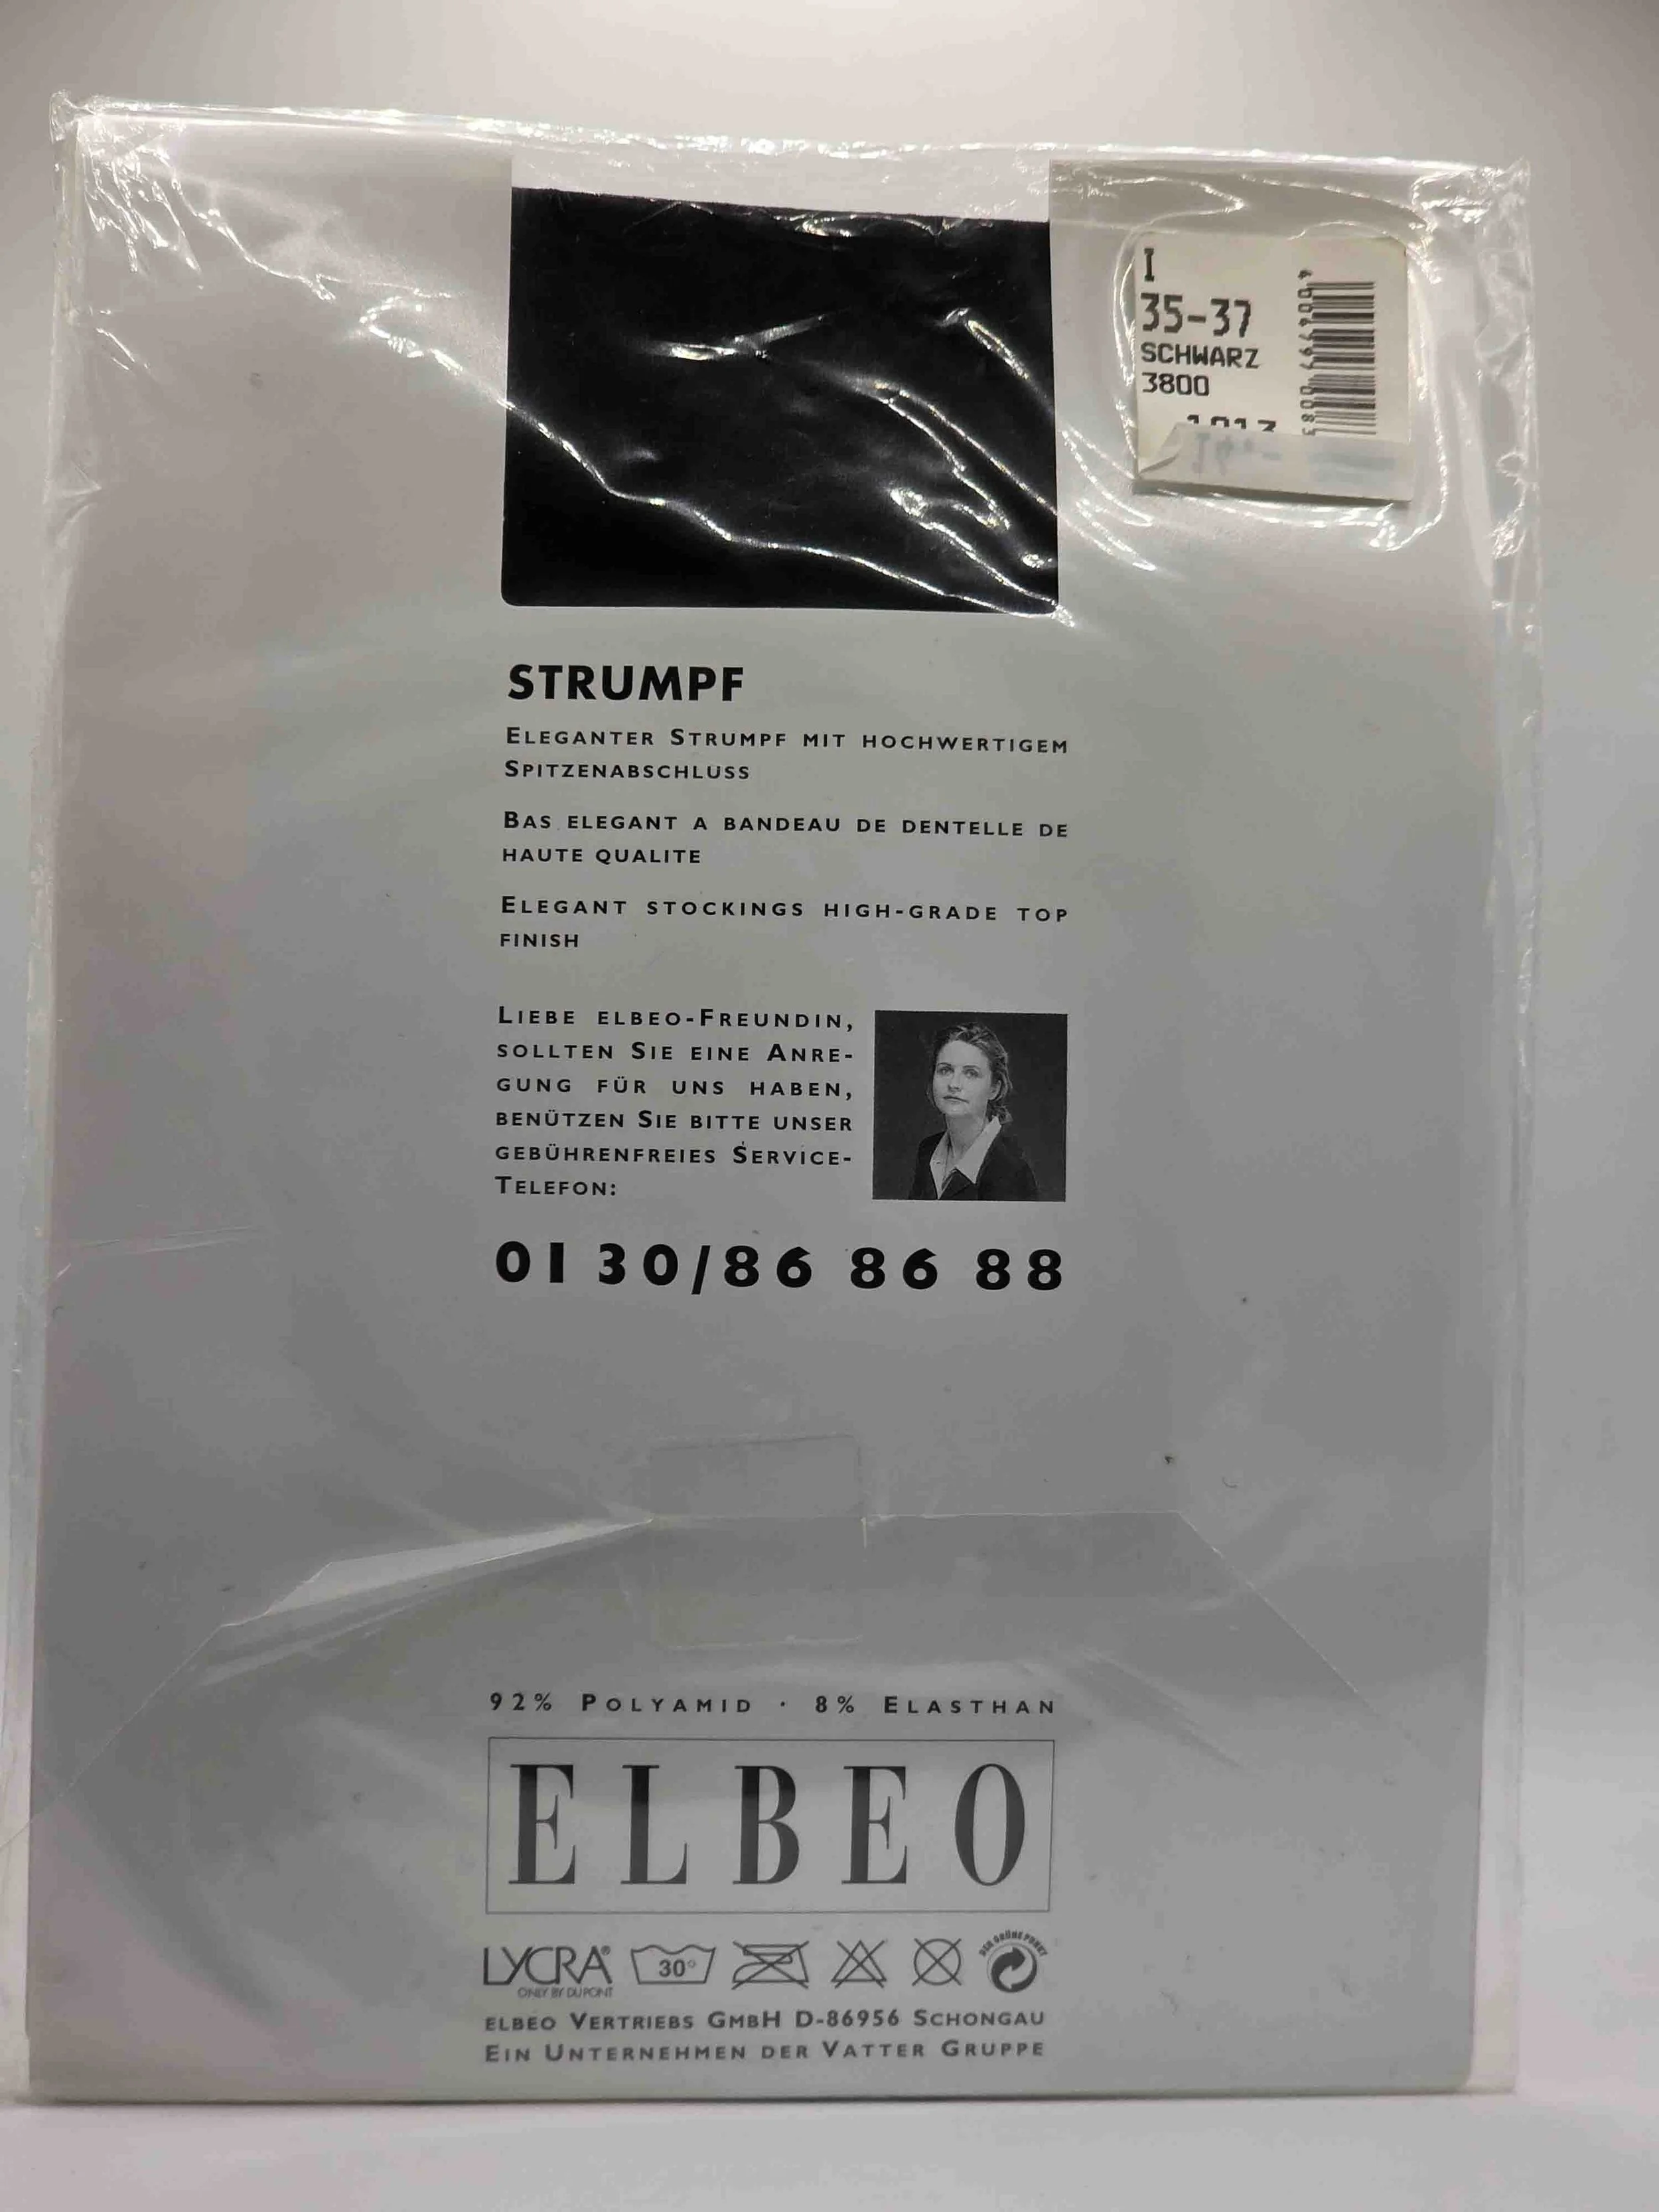 I
35-37
SCHWARZ
3800
STRUMPF
ELEGANTER STRUMPF MIT HOCHWERTIGEM
SPITZENABSCHLUSS
BAS ELEGANT A BANDEAU DE DENTELLE DE
HAUTE QUALITE
ELEGANT STOCKINGS HIGH-GRADE TOP
FINISH
LIEBE ELBEO-FREUNDIN,
SOLLTEN SIE EINE ANRE-
GUNG FÜR UNS HABEN,
BENÜTZEN SIE BITTE UNSER
GEBÜHRENFREIES SERVICE-
TELEFON:
01 30/86 86 88
92% POLYAMID · 8% ELASTHAN
ELBEO
LYCRA®
ONLY BY DU PONT
30°
DER GRÜNE PUNKT
ELBEO VERTRIEBS GMBH D-86956 SCHONGAU
EIN UNTERNEHMEN DER VATTER GRUPPE